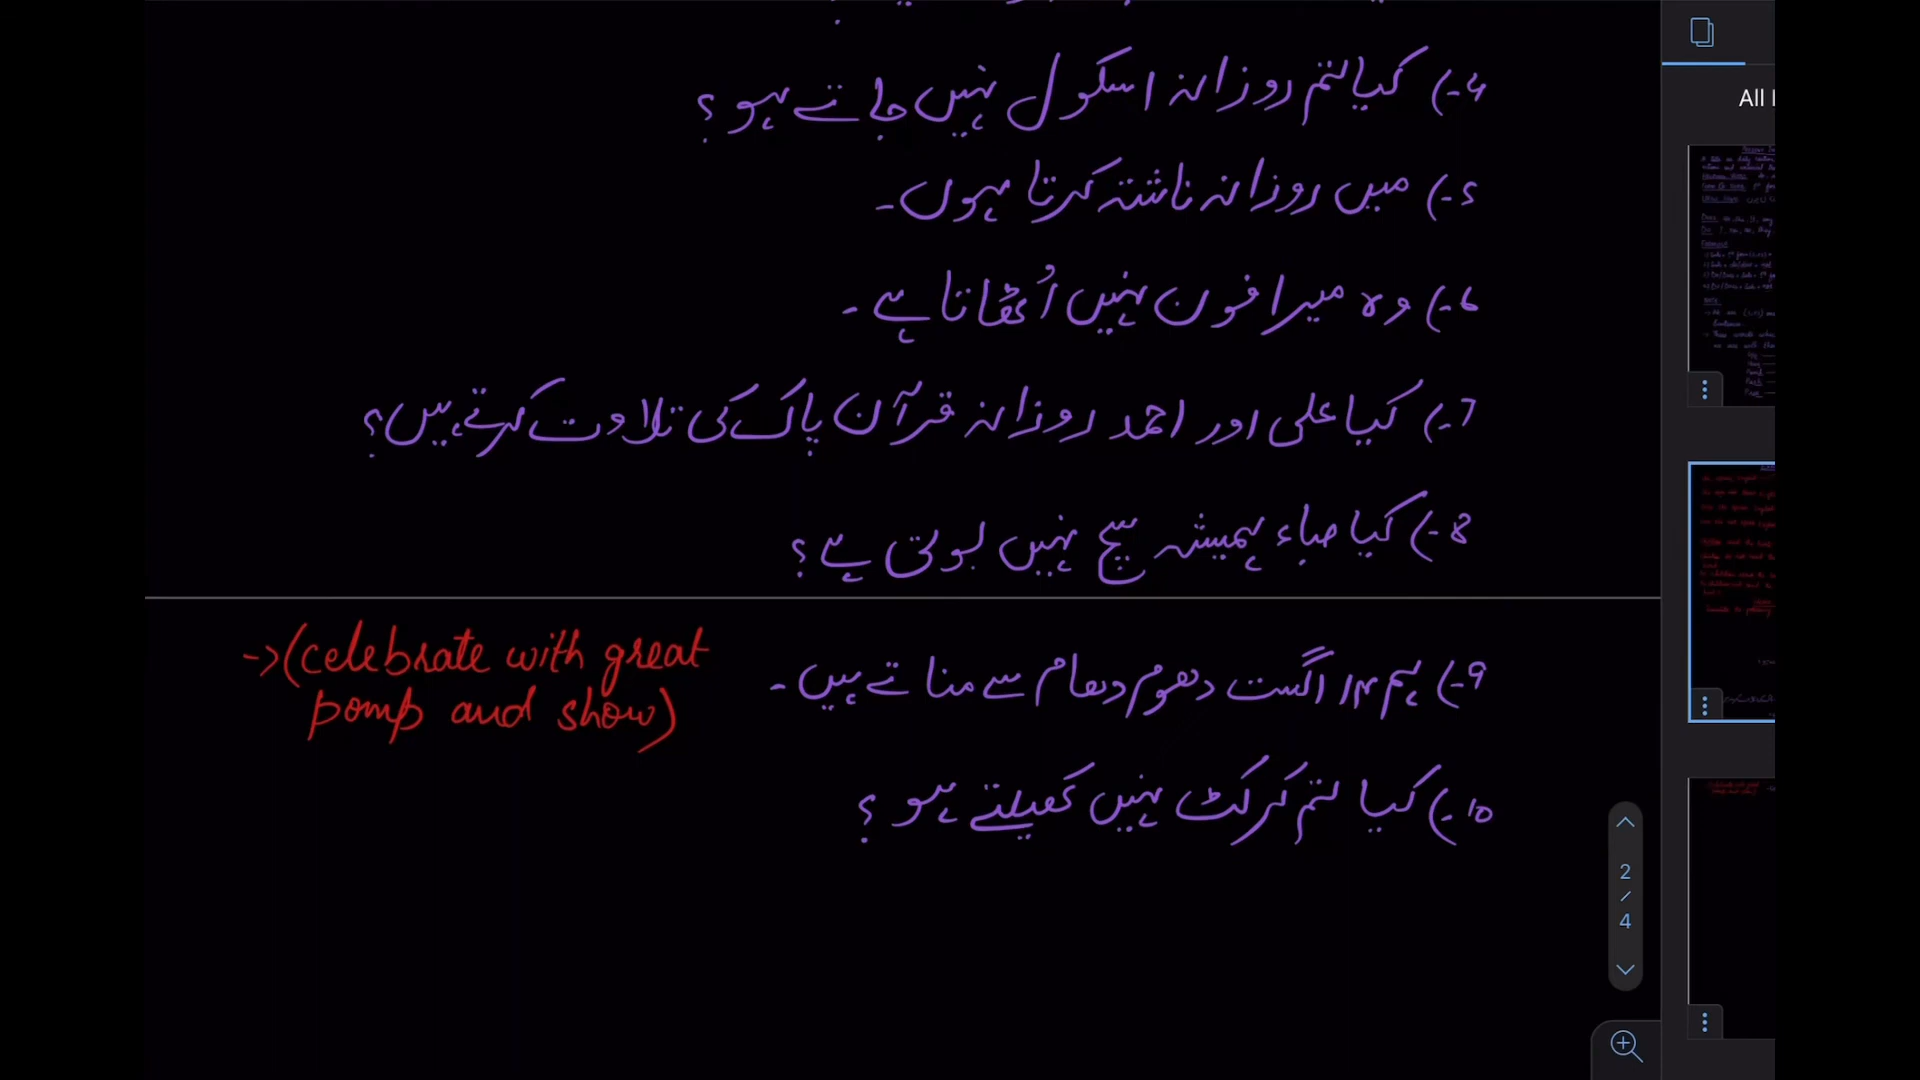 4-) کیا تم روزانہ اسکول نہیں جاتے ہو؟
5-) میں روزانہ ناشتہ کرتا ہوں۔
6-) وہ میرا فون نہیں اُٹھاتا ہے۔
7-) کیا علی اور احمد روزانہ قرآن پاک کی تلاوت کرتے ہیں؟
8-) کیا صباء ہمیشہ سچ نہیں بولتی ہے؟
9-) ہم ۱۴ اگست دھوم دھام سے مناتے ہیں۔
->(celebrate with great
pomp and show)
10-) کیا تم کرکٹ نہیں کھیلتے ہو؟
All
2
/
4